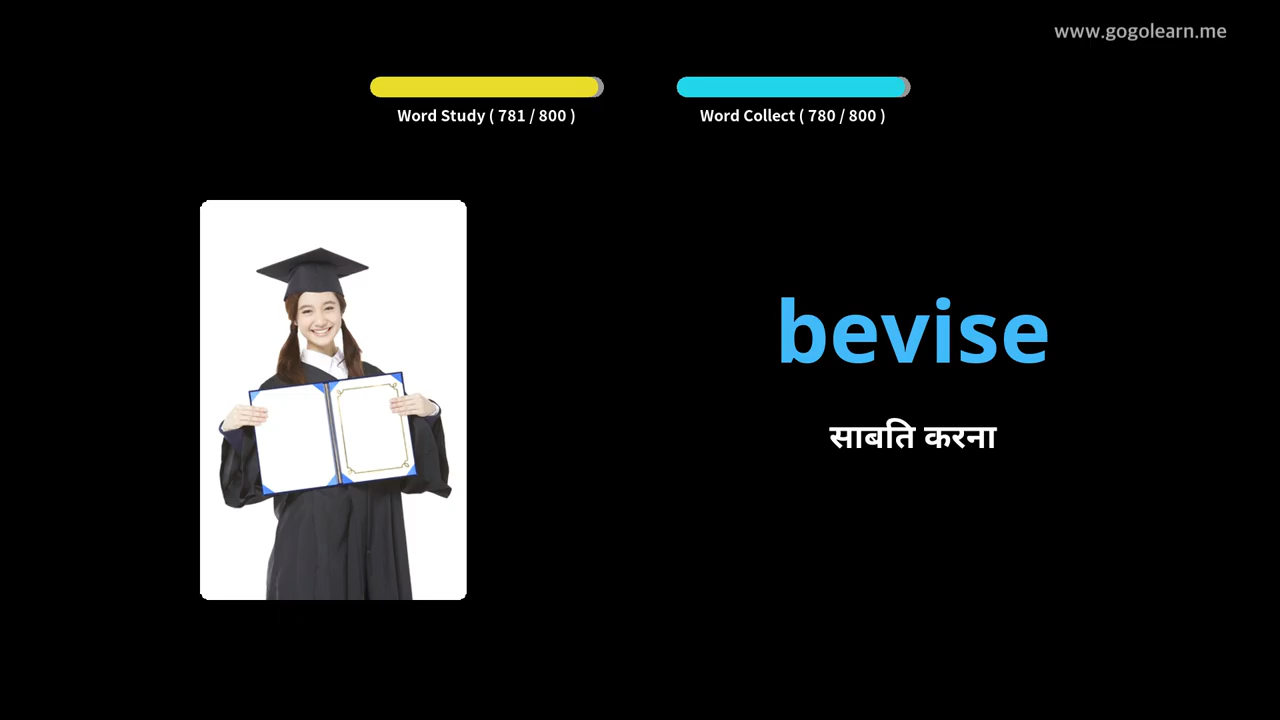 www.gogolearn.me
Word Study ( 781 / 800 )
Word Collect ( 780 / 800 )
bevise
साबति करना